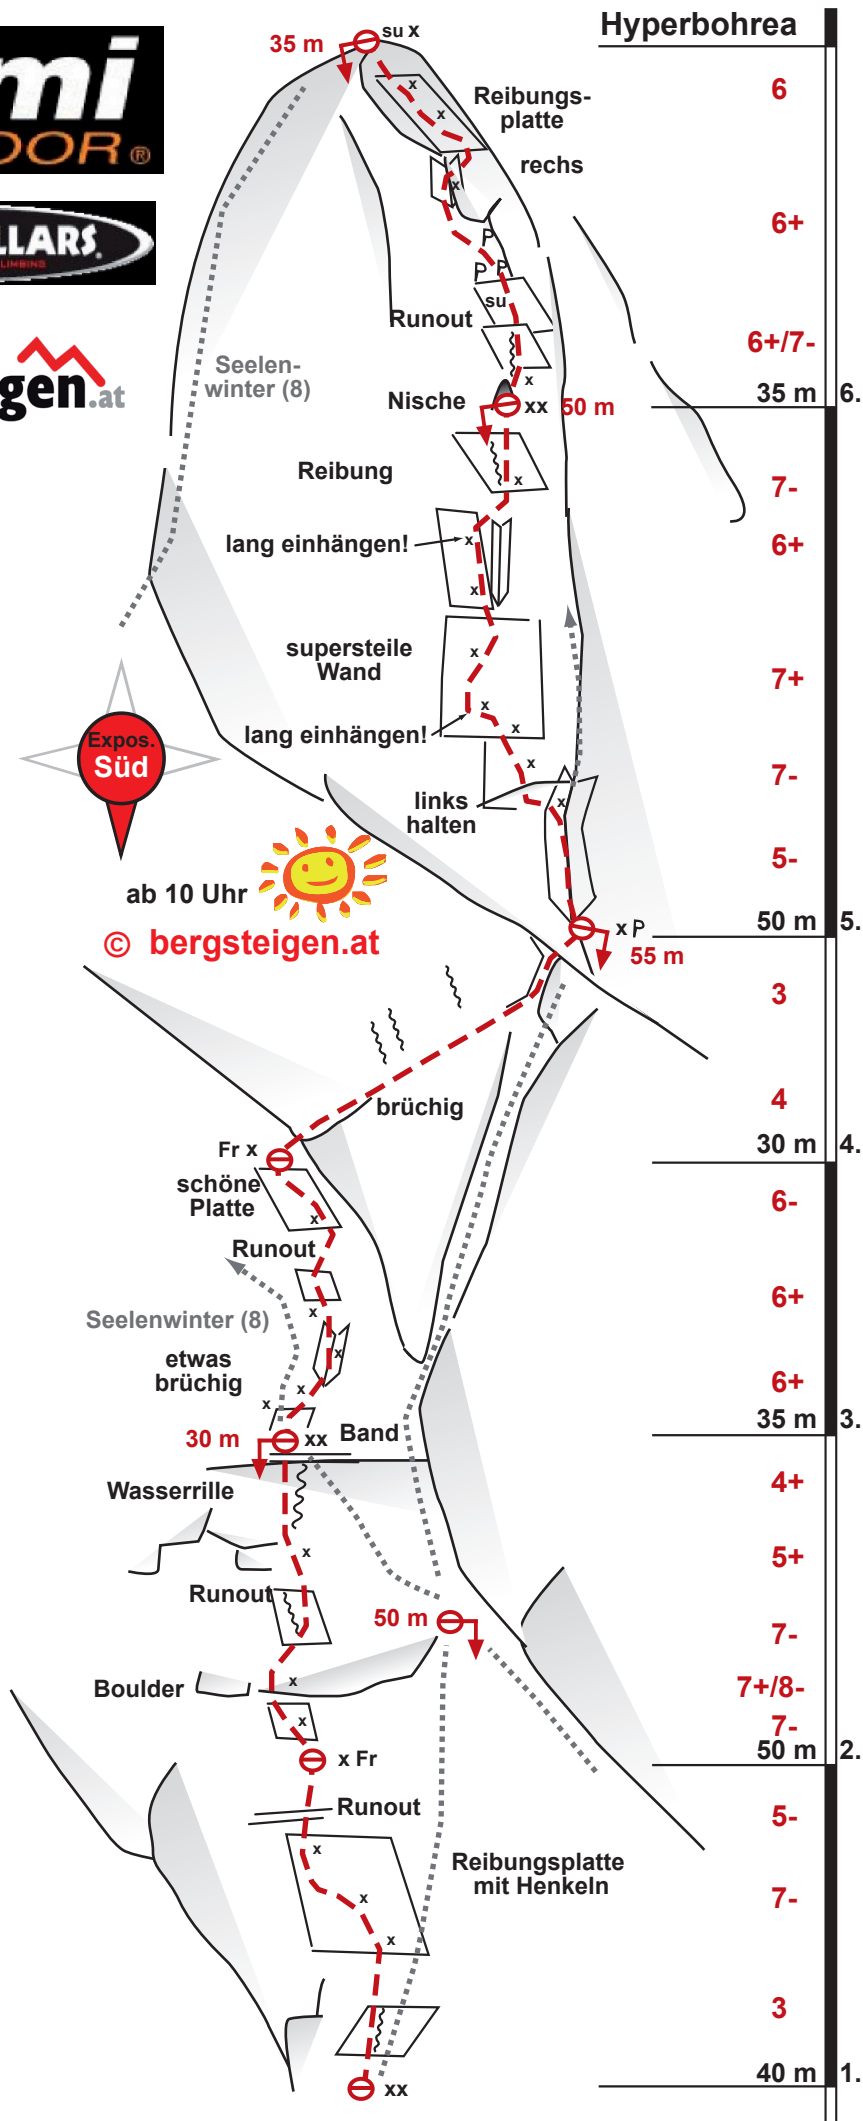 Hyperbohrea
su x
35 m
mi
OOR ®
6
Reibungs-
platte
x
x
rechs
x
LLARS.
CLIMBING
6+
P
P P
su
Runout
6+/7-
Seelen-
winter (8)
gen.at
x
35 m 6.
Nische
xx 50 m
Reibung
x
7-
6+
lang einhängen!
x
x
supersteile
Wand
x
7+
x
x
lang einhängen!
Expos.
Süd
x
7-
links
halten
x
5-
ab 10 Uhr
x P
50 m 5.
© bergsteigen.at
55 m
3
4
brüchig
30 m 4.
Fr x
schöne
Platte
6-
x
Runout
6+
x
Seelenwinter (8)
etwas
brüchig
x
x
6+
x
35 m 3.
Band
30 m
xx
4+
Wasserrille
5+
x
Runout
50 m
7-
Boulder
x
7+/8-
x
7-
50 m 2.
x Fr
Runout
5-
x
Reibungsplatte
mit Henkeln
x
7-
x
3
40 m 1.
xx